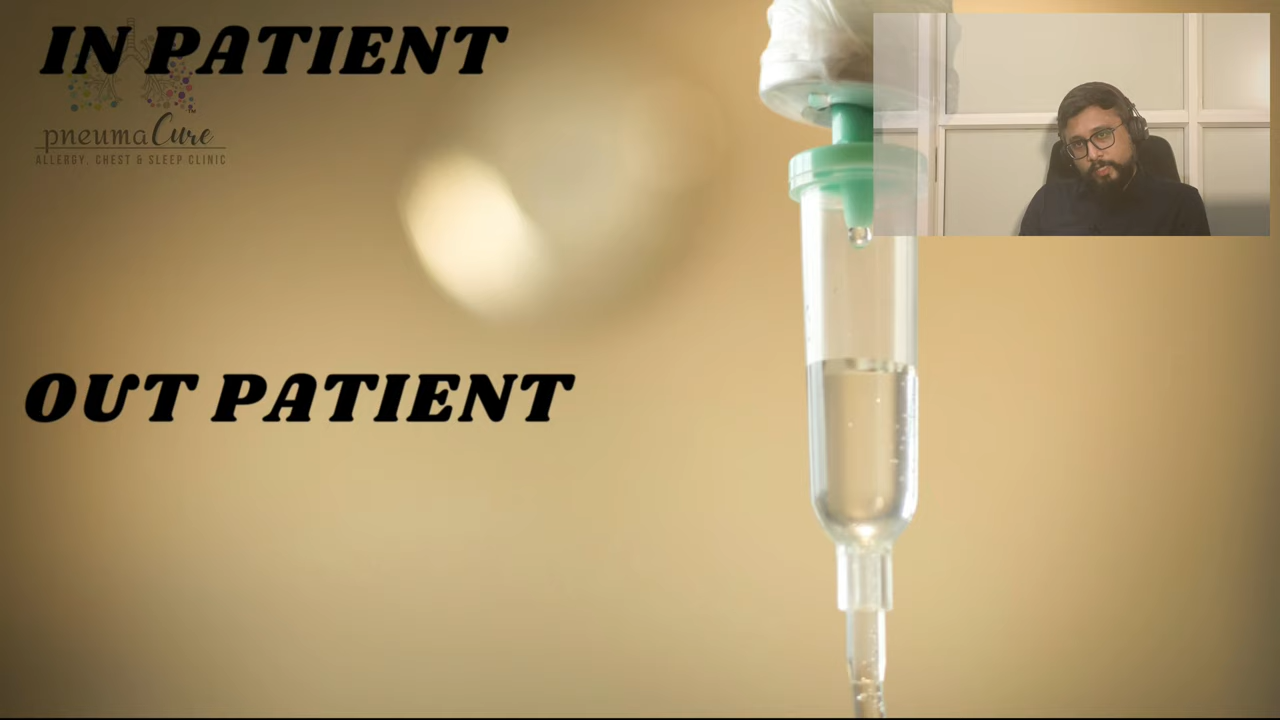 IN PATIENT
pneumaCure
ALLERGY, CHEST & SLEEP CLINIC
OUT PATIENT